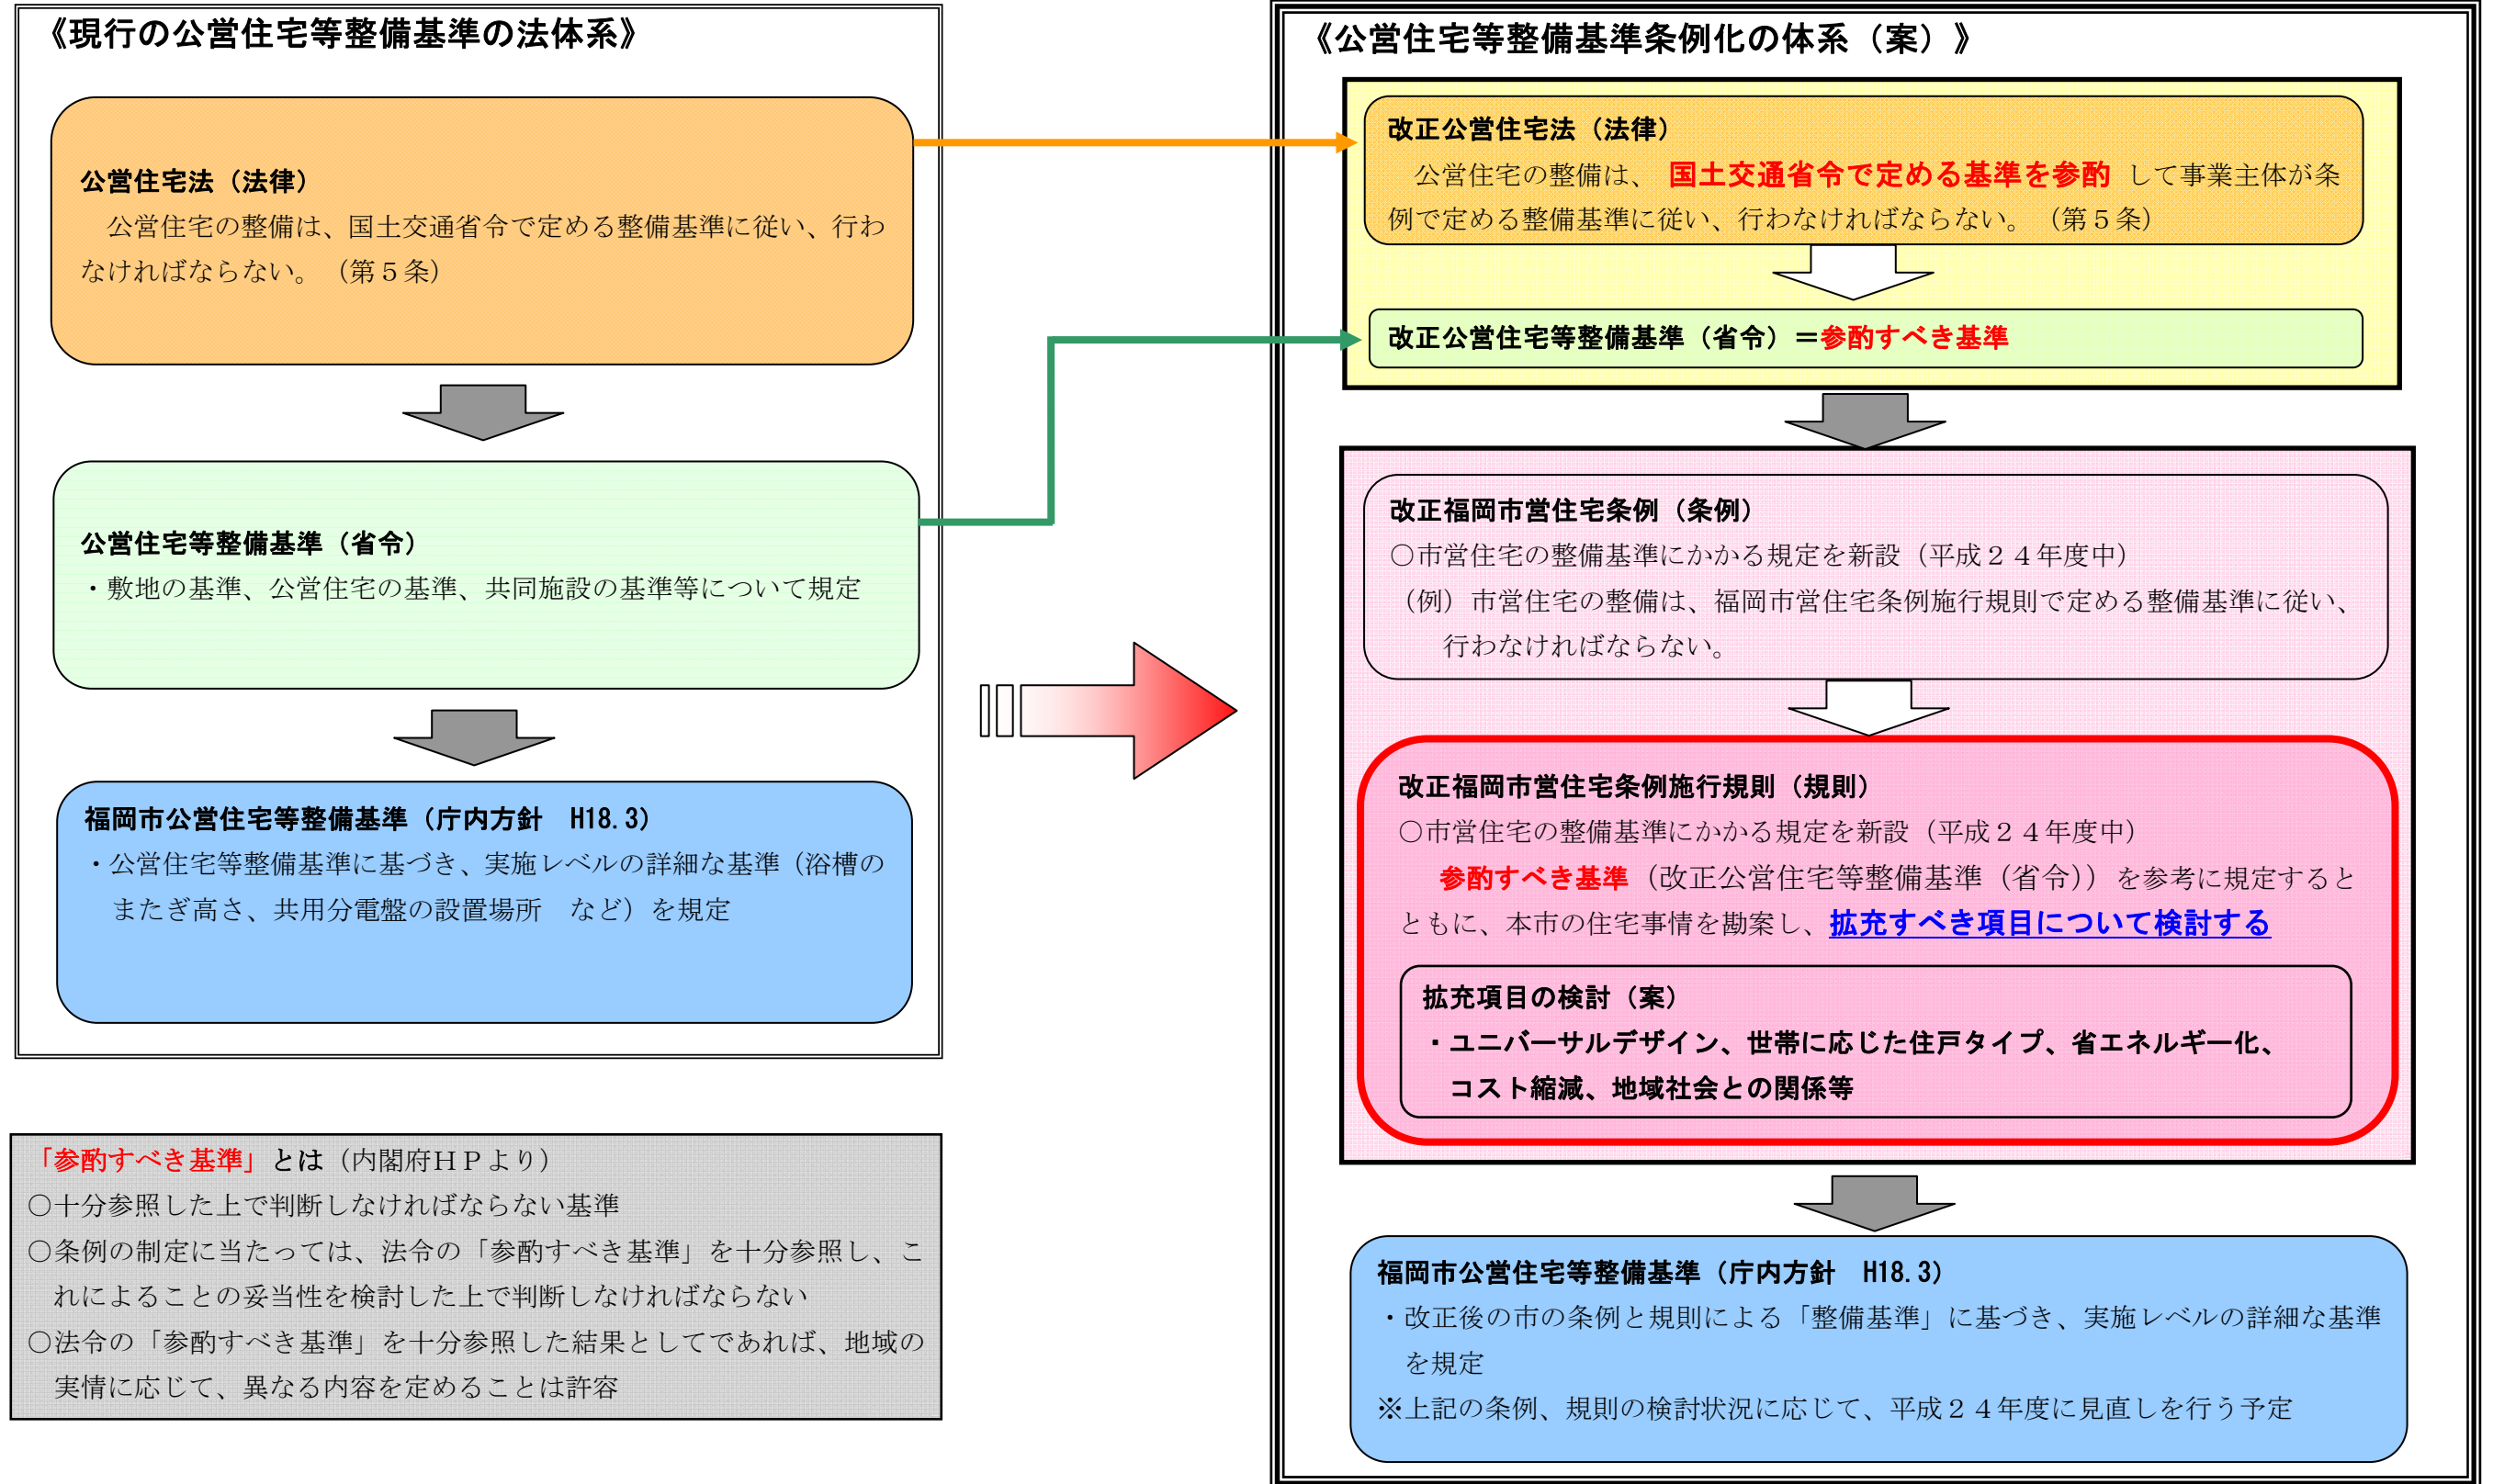 《現行の公営住宅等整備基準の法体系》
公営住宅法（法律）
公営住宅の整備は、国土交通省令で定める整備基準に従い、行わ
なければならない。（第５条）
公営住宅等整備基準（省令）
・敷地の基準、公営住宅の基準、共同施設の基準等について規定
福岡市公営住宅等整備基準（庁内方針　H18.3）
・公営住宅等整備基準に基づき、実施レベルの詳細な基準（浴槽の
またぎ高さ、共用分電盤の設置場所　など）を規定
「参酌すべき基準」とは（内閣府ＨＰより）
○十分参照した上で判断しなければならない基準
○条例の制定に当たっては、法令の「参酌すべき基準」を十分参照し、こ
れによることの妥当性を検討した上で判断しなければならない
○法令の「参酌すべき基準」を十分参照した結果としてであれば、地域の
実情に応じて、異なる内容を定めることは許容
《公営住宅等整備基準条例化の体系（案）》
改正公営住宅法（法律）
公営住宅の整備は、国土交通省令で定める基準を参酌して事業主体が条
例で定める整備基準に従い、行わなければならない。（第５条）
改正公営住宅等整備基準（省令）＝参酌すべき基準
改正福岡市営住宅条例（条例）
○市営住宅の整備基準にかかる規定を新設（平成２４年度中）
（例）市営住宅の整備は、福岡市営住宅条例施行規則で定める整備基準に従い、
行わなければならない。
改正福岡市営住宅条例施行規則（規則）
○市営住宅の整備基準にかかる規定を新設（平成２４年度中）
参酌すべき基準（改正公営住宅等整備基準（省令））を参考に規定すると
ともに、本市の住宅事情を勘案し、拡充すべき項目について検討する
拡充項目の検討（案）
・ユニバーサルデザイン、世帯に応じた住戸タイプ、省エネルギー化、
コスト縮減、地域社会との関係等
福岡市公営住宅等整備基準（庁内方針　H18.3）
・改正後の市の条例と規則による「整備基準」に基づき、実施レベルの詳細な基準
を規定
※上記の条例、規則の検討状況に応じて、平成２４年度に見直しを行う予定